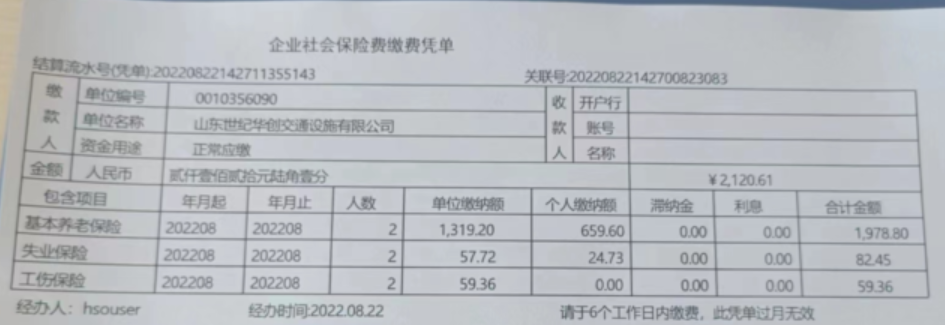 企业社会保险费缴费凭单
结算流水号(凭单):20220822142711355143 关联号:20220822142700823083
缴款人 单位编号 0010356090 收款人 开户行
单位名称 山东世纪华创交通设施有限公司 账号
资金用途 正常应缴 名称
金额 人民币 贰仟壹佰贰拾元陆角壹分 ¥2,120.61
包含项目 年月起 年月止 人数 单位缴纳额 个人缴纳额 滞纳金 利息 合计金额
基本养老保险 202208 202208 2 1,319.20 659.60 0.00 0.00 1,978.80
失业保险 202208 202208 2 57.72 24.73 0.00 0.00 82.45
工伤保险 202208 202208 2 59.36 0.00 0.00 0.00 59.36
经办人：hsouser 经办时间:2022.08.22 请于6个工作日内缴费，此凭单过月无效